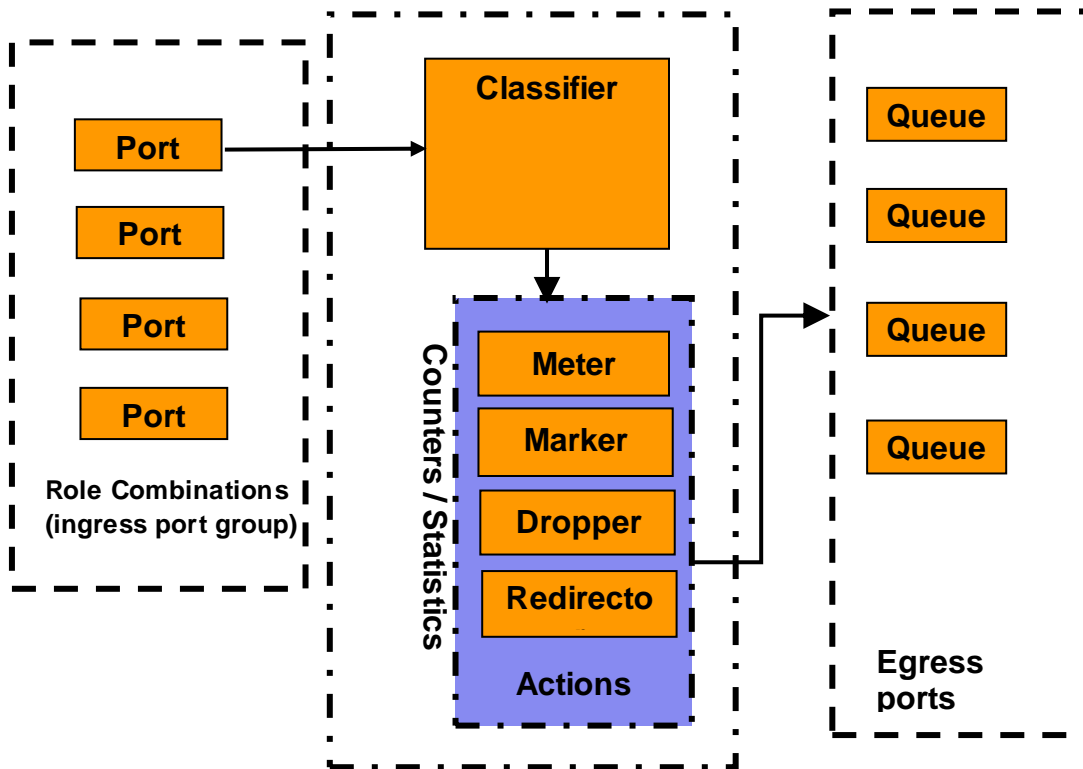 Port
Port
Port
Port
Role Combinations
(ingress port group)
Classifier
Counters / Statistics
Meter
Marker
Dropper
Redirecto
Actions
Queue
Queue
Queue
Queue
Egress
ports